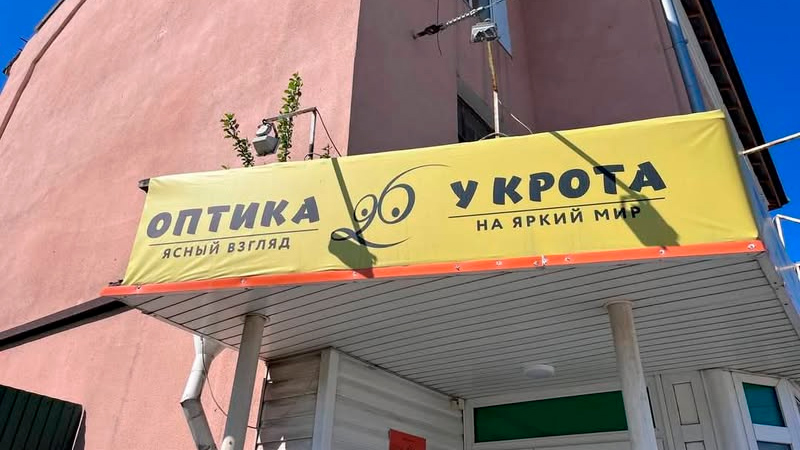 ОПТИКА
ЯСНЫЙ ВЗГЛЯД
У КРОТА
НА ЯРКИЙ МИР